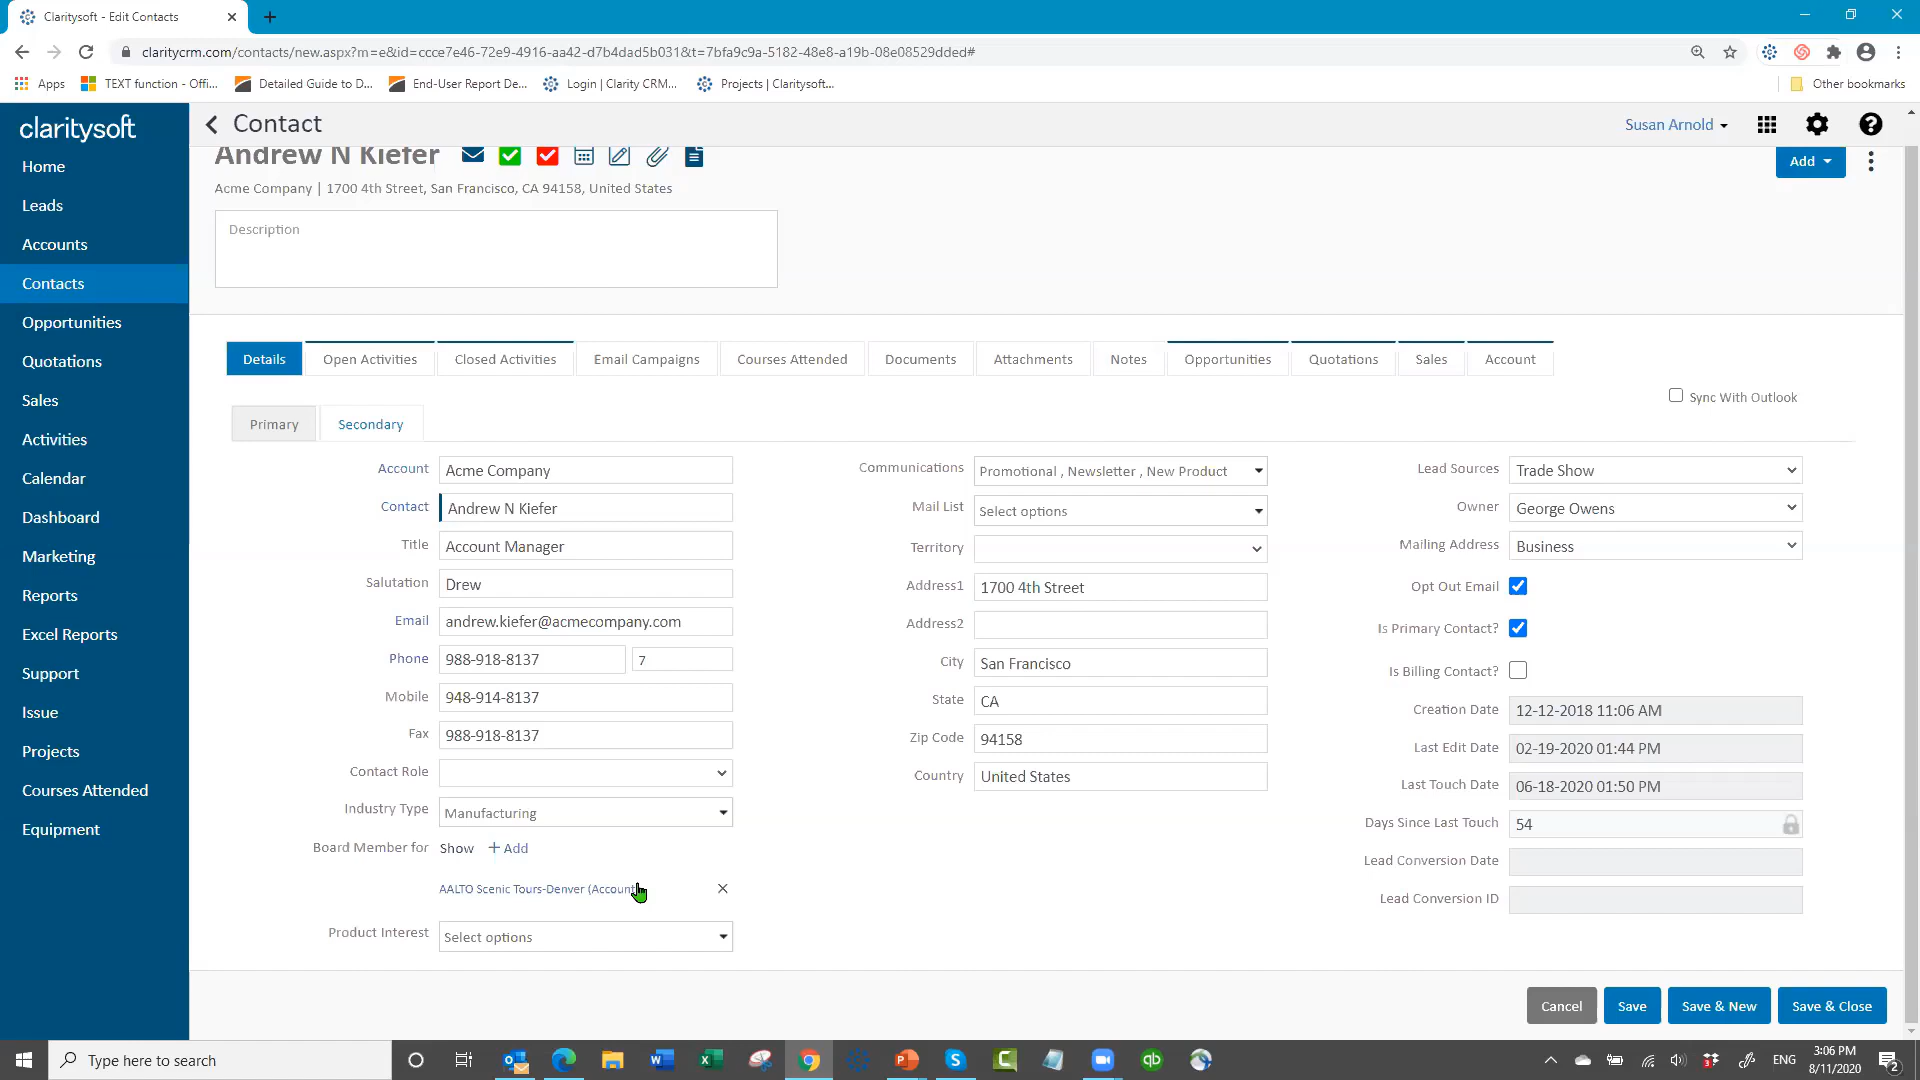 Claritysoft - Edit Contacts
claritycrm.com/contacts/new.aspx?m=e&id=ccce7e46-72e9-4916-aa42-d7b4dad5b031&t=7bfa9c9a-5182-48e8-a19b-08e08529dded#
Apps TEXT function - Offi... Detailed Guide to D... End-User Report De... Login | Clarity CRM... Projects | Claritysoft... Other bookmarks
claritysoft
Contact
Susan Arnold
Home
Leads
Accounts
Contacts
Opportunities
Quotations
Sales
Activities
Calendar
Dashboard
Marketing
Reports
Excel Reports
Support
Issue
Projects
Courses Attended
Equipment
Andrew N Kiefer
Add
Acme Company | 1700 4th Street, San Francisco, CA 94158, United States
Description
Details Open Activities Closed Activities Email Campaigns Courses Attended Documents Attachments Notes Opportunities Quotations Sales Account
Sync With Outlook
Primary Secondary
Account Acme Company
Contact Andrew N Kiefer
Title Account Manager
Salutation Drew
Email andrew.kiefer@acmecompany.com
Phone 988-918-8137 7
Mobile 948-914-8137
Fax 988-918-8137
Contact Role
Industry Type Manufacturing
Board Member for Show + Add
AALTO Scenic Tours-Denver (Account
Product Interest Select options
Communications Promotional , Newsletter , New Product
Mail List Select options
Territory
Address1 1700 4th Street
Address2
City San Francisco
State CA
Zip Code 94158
Country United States
Lead Sources Trade Show
Owner George Owens
Mailing Address Business
Opt Out Email
Is Primary Contact?
Is Billing Contact?
Creation Date 12-12-2018 11:06 AM
Last Edit Date 02-19-2020 01:44 PM
Last Touch Date 06-18-2020 01:50 PM
Days Since Last Touch 54
Lead Conversion Date
Lead Conversion ID
Cancel Save Save & New Save & Close
Type here to search
ENG
3:06 PM
8/11/2020
2